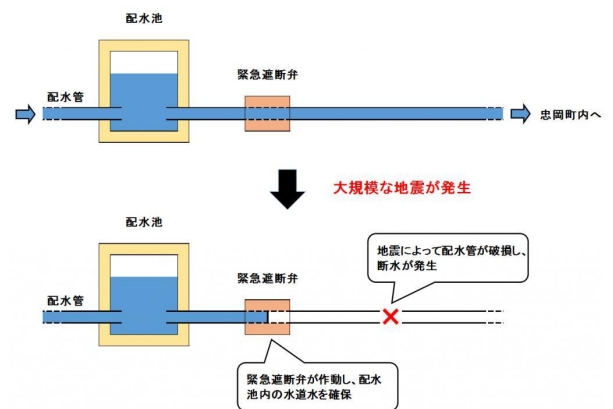 配水池
緊急遮断弁
配水管
忠岡町内へ
大規模な地震が発生
配水池
地震によって配水管が破損し、
断水が発生
緊急遮断弁
配水管
緊急遮断弁が作動し、配水
池内の水道水を確保